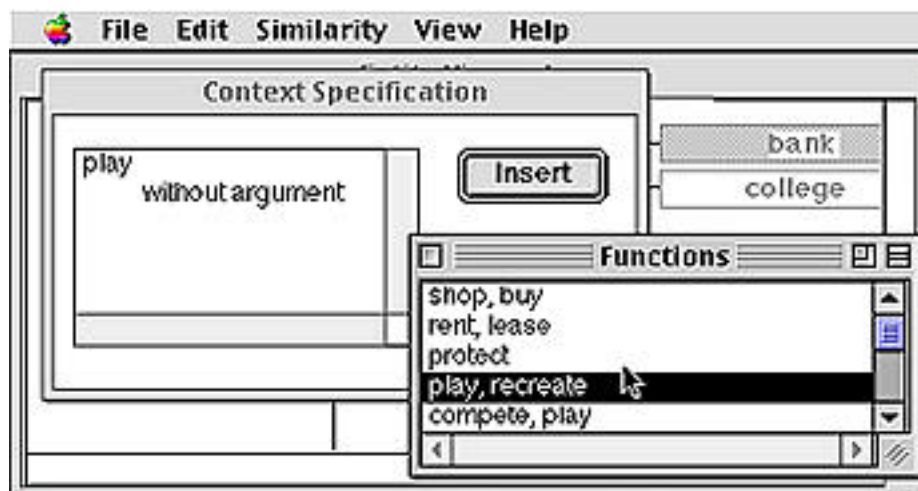 File Edit Similarity View Help
Context Specification
play
without argument
Insert
bank
college
Functions
shop, buy
rent, lease
protect
play, recreate
compete, play